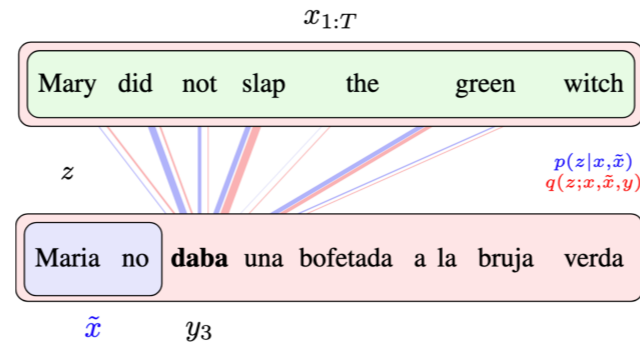 x₁:T
Mary did not slap the green witch
z
p(z|x,x̃)
q(z;x,x̃,y)
Maria no daba una bofetada a la bruja verda
x̃ y₃